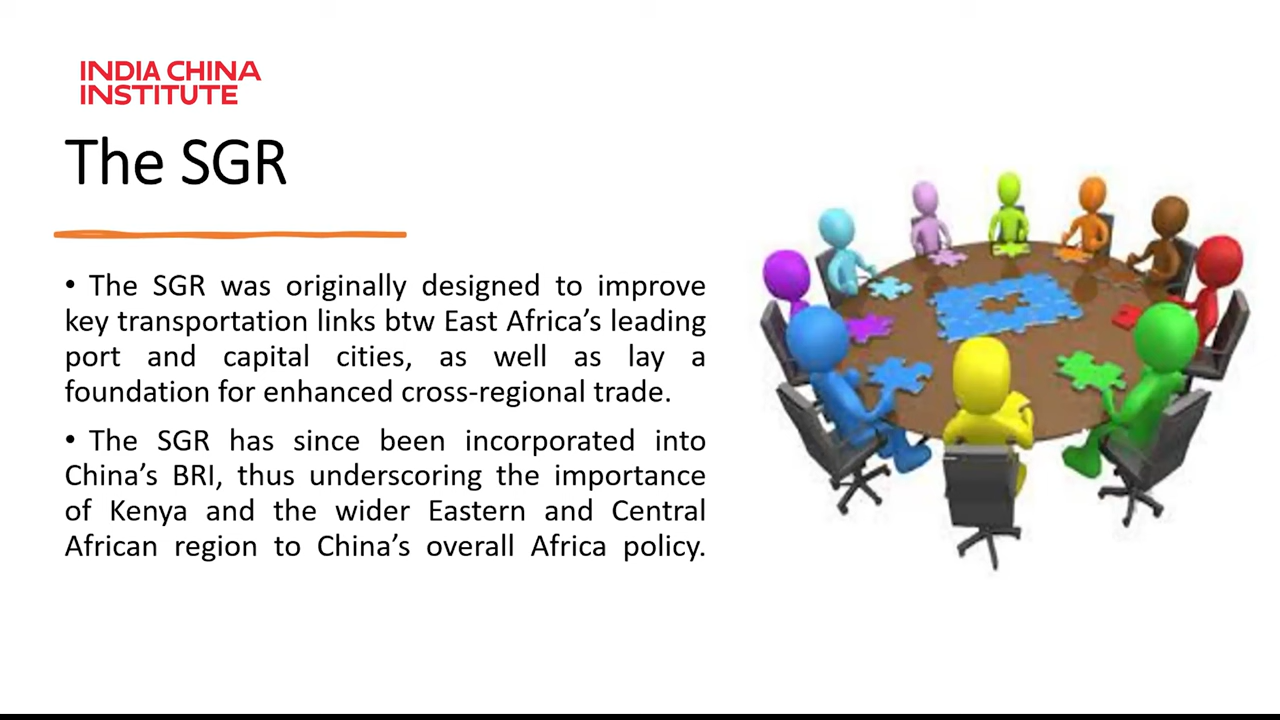 INDIA CHINA
INSTITUTE
The SGR
• The SGR was originally designed to improve
key transportation links btw East Africa’s leading
port and capital cities, as well as lay a
foundation for enhanced cross-regional trade.
• The SGR has since been incorporated into
China’s BRI, thus underscoring the importance
of Kenya and the wider Eastern and Central
African region to China’s overall Africa policy.